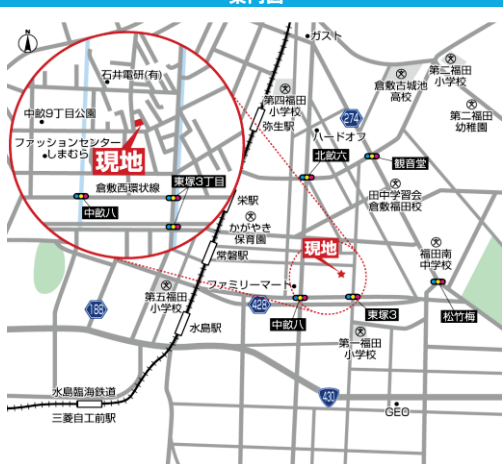 案内図
N
ガスト
石井電研(有)
中畝9丁目公園
ファッションセンター
しまむら
現地
倉敷西環状線
東塚3丁目
中畝八
第四福田
小学校
弥生駅
274
ハードオフ
倉敷古城池
高校
第二福田
小学校
第二福田
幼稚園
北畝六
観音堂
田中学習会
倉敷福田校
栄駅
かがやき
保育園
常磐駅
現地
福田南
中学校
ファミリーマート
第五福田
小学校
188
428
水島駅
中畝八
東塚3
松竹梅
第一福田
小学校
水島臨海鉄道
三菱自工前駅
430
GEO